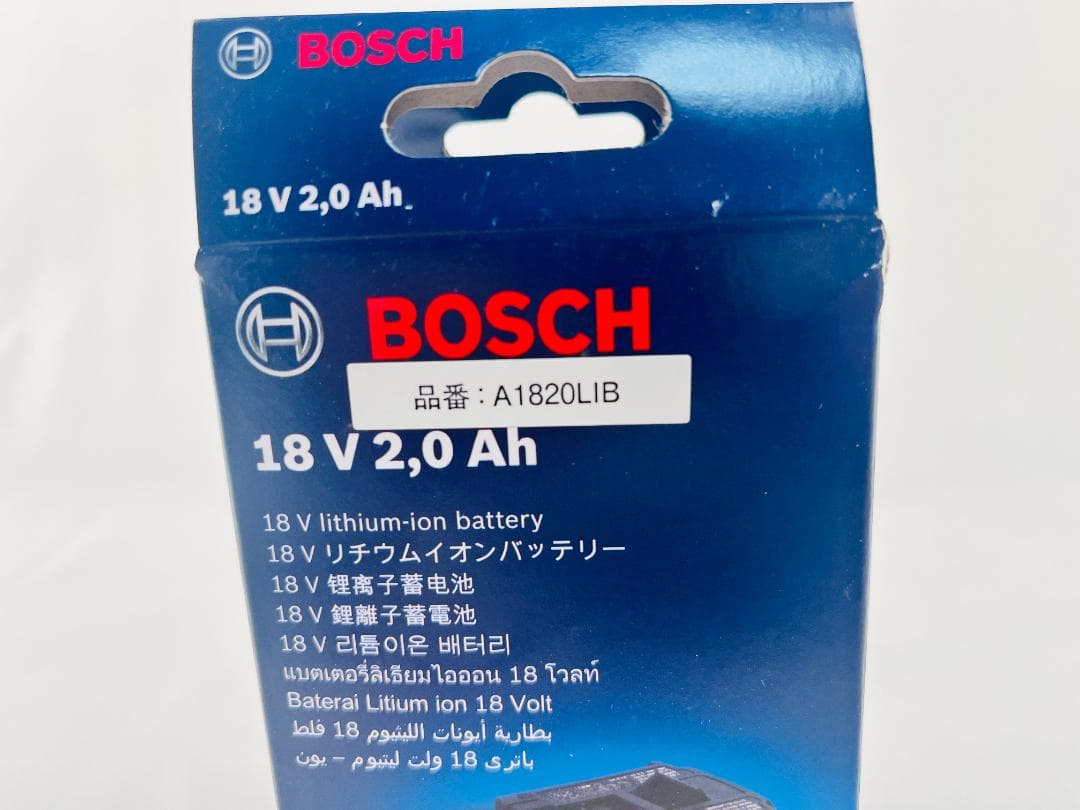 BOSCH
18 V 2,0 Ah
BOSCH
品番：A1820LIB
18 V 2,0 Ah
18 V lithium-ion battery
18 V リチウムイオンバッテリー
18 V 锂离子蓄电池
18 V 鋰離子蓄電池
18 V 리튬이온 배터리
แบตเตอรี่ลิเธียมไอออน 18 โวลท์
Baterai Litium ion 18 Volt
بطارية أيونات الليثيوم 18 فلط
باتری 18 ولت لیتیوم – یون